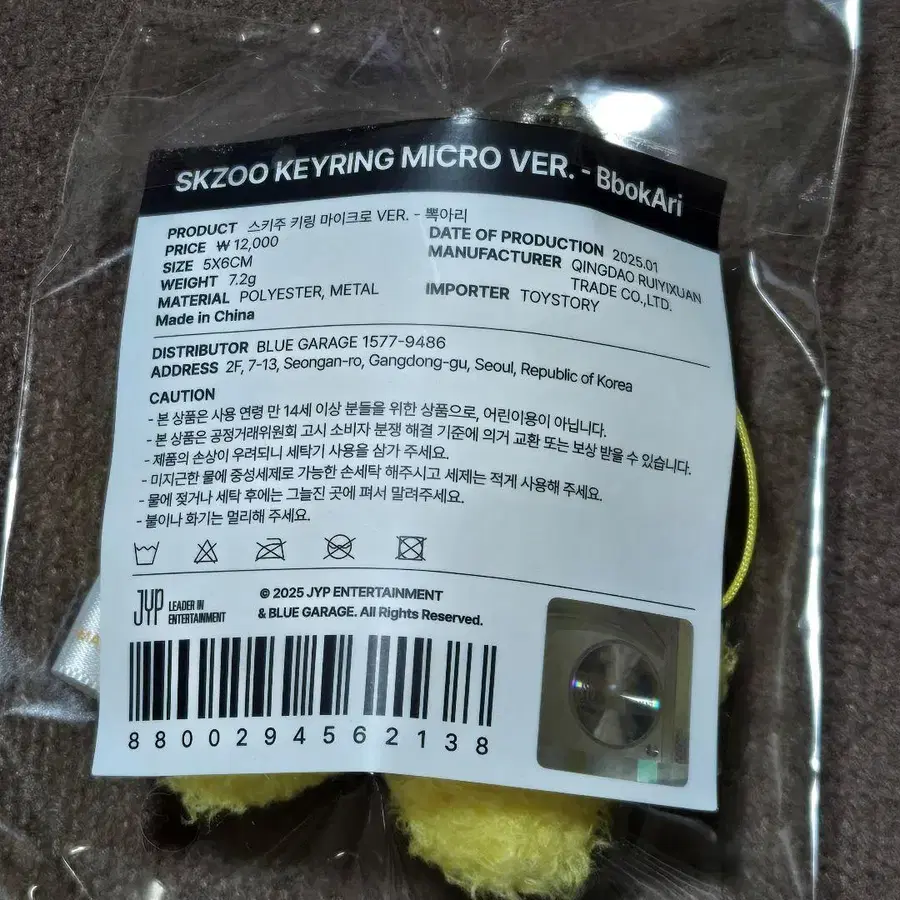 SKZOO KEYRING MICRO VER. - BbokAri
PRODUCT 스키주 키링 마이크로 VER. - 뽁아리
PRICE ₩ 12,000
SIZE 5X6CM
WEIGHT 7.2g
MATERIAL POLYESTER, METAL
Made in China
DATE OF PRODUCTION 2025.01
MANUFACTURER QINGDAO RUIYIXUAN
TRADE CO.,LTD.
IMPORTER TOYSTORY
DISTRIBUTOR BLUE GARAGE 1577-9486
ADDRESS 2F, 7-13, Seongan-ro, Gangdong-gu, Seoul, Republic of Korea
CAUTION
- 본 상품은 사용 연령 만 14세 이상 분들을 위한 상품으로, 어린이용이 아닙니다.
- 본 상품은 공정거래위원회 고시 소비자 분쟁 해결 기준에 의거 교환 또는 보상 받을 수 있습니다.
- 제품의 손상이 우려되니 세탁기 사용을 삼가 주세요.
- 미지근한 물에 중성세제로 가능한 손세탁 해주시고 세제는 적게 사용해 주세요.
- 물에 젖거나 세탁 후에는 그늘진 곳에 펴서 말려주세요.
- 불이나 화기는 멀리해 주세요.
JYP LEADER IN
ENTERTAINMENT
© 2025 JYP ENTERTAINMENT
& BLUE GARAGE. All Rights Reserved.
8800294562138